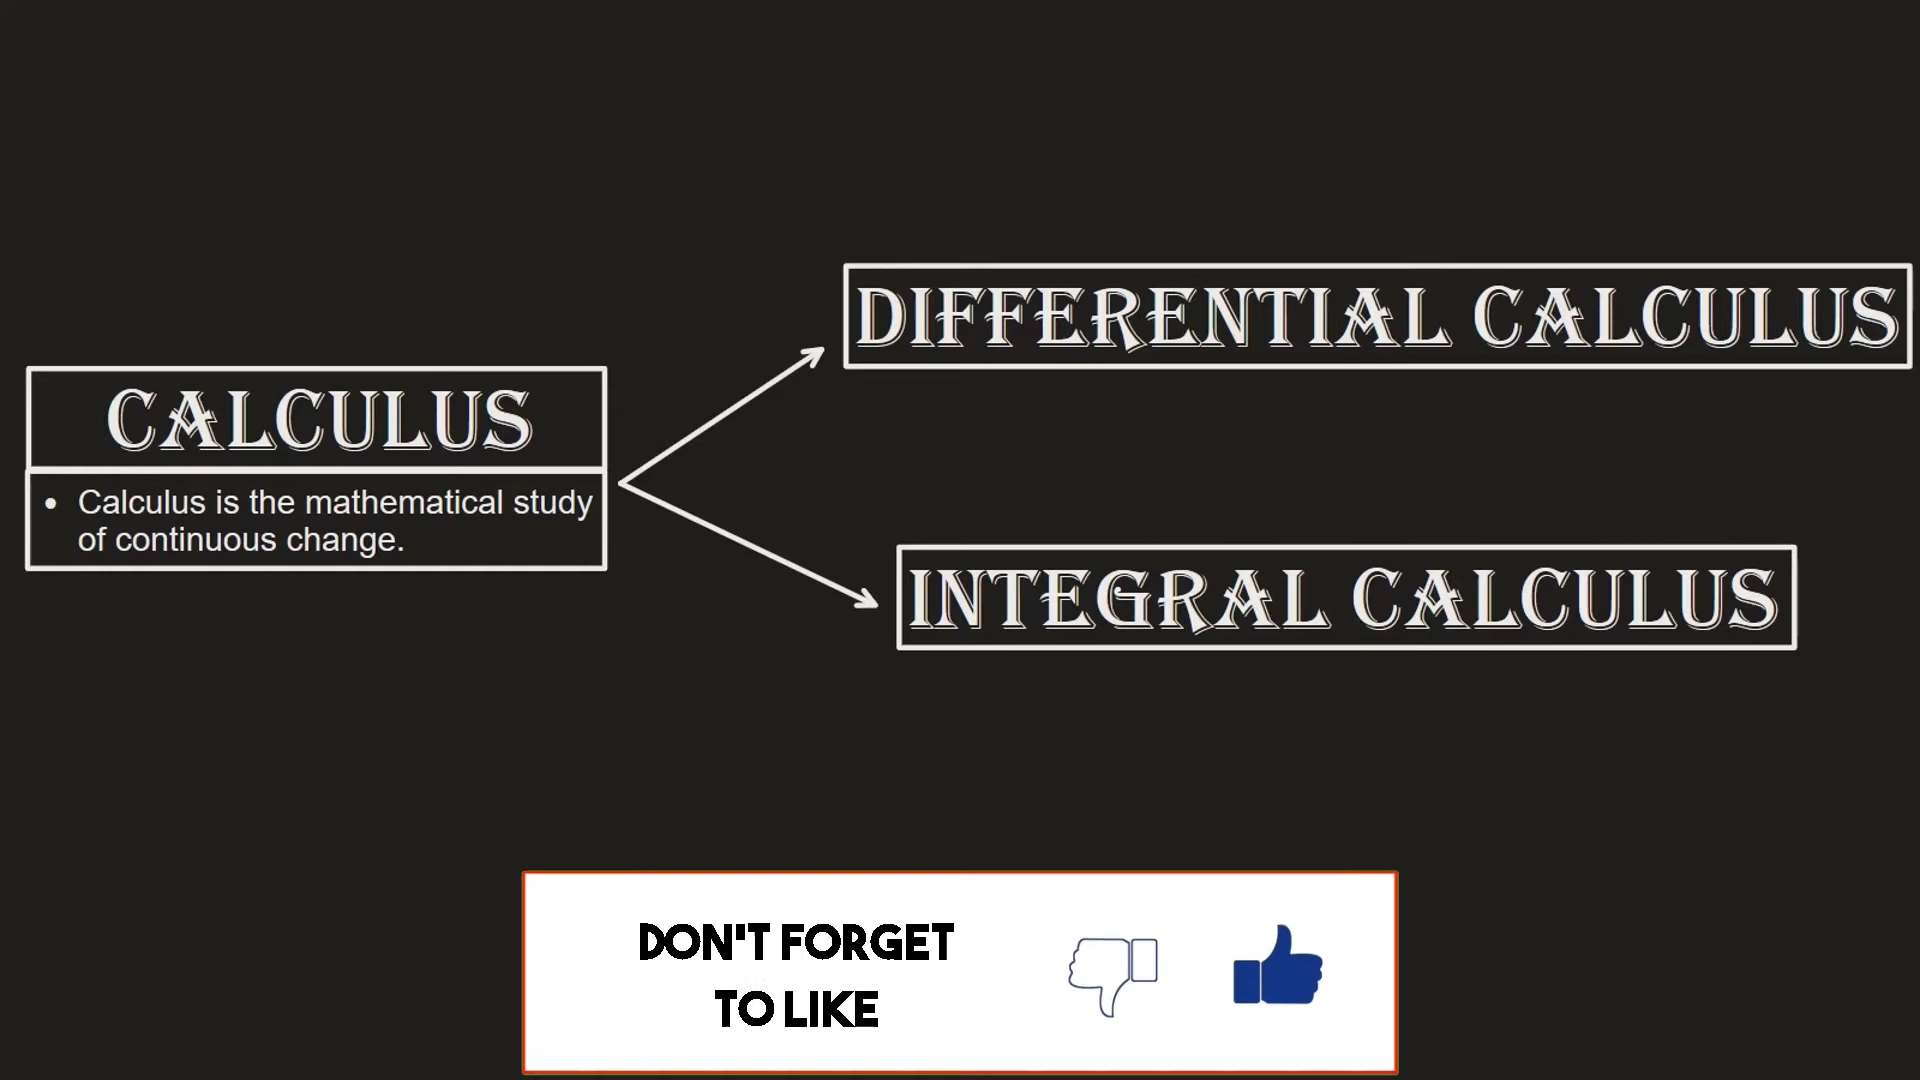 CALCULUS
• Calculus is the mathematical study
of continuous change.
DIFFERENTIAL CALCULUS
INTEGRAL CALCULUS
DON'T FORGET
TO LIKE